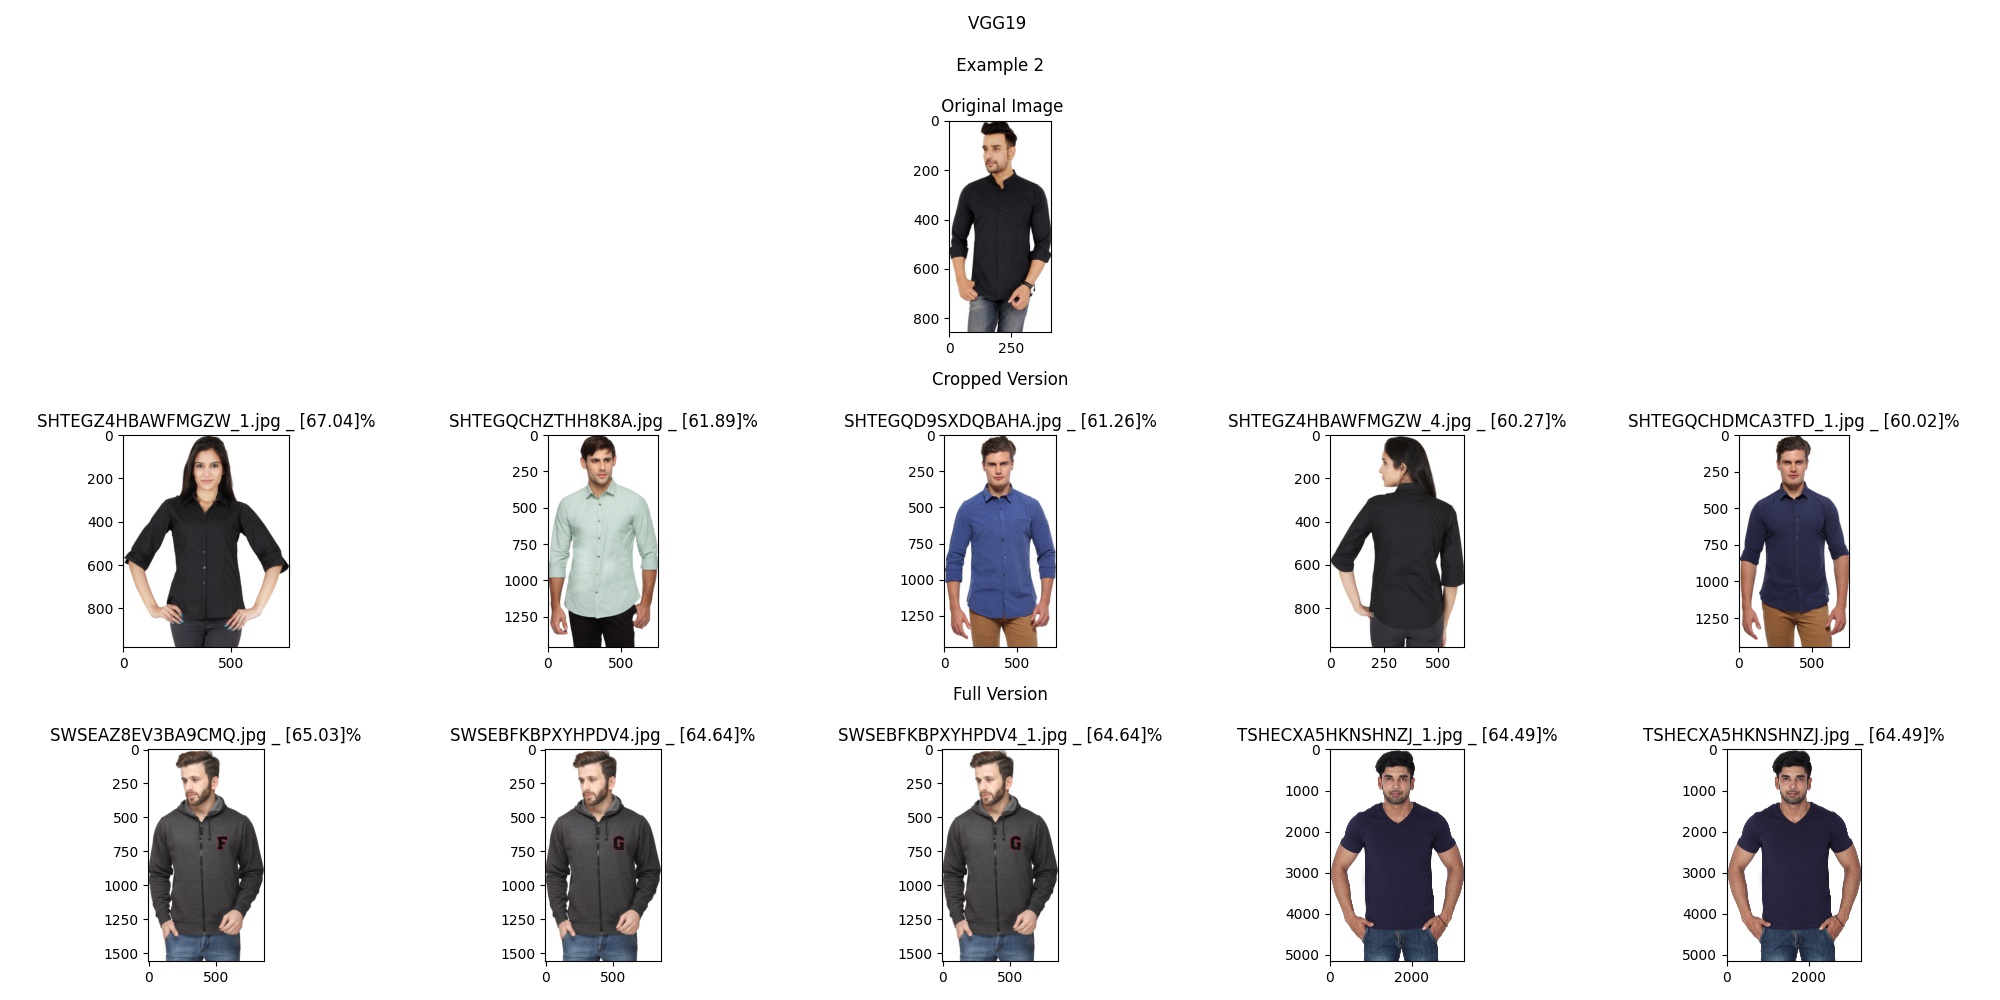 VGG19
Example 2
Original Image
0
200
400
600
800
0 250
Cropped Version
SHTEGZ4HBAWFMGZW_1.jpg _ [67.04]% SHTEGQCHZTHH8K8A.jpg _ [61.89]% SHTEGQD9SXDQBAHA.jpg _ [61.26]% SHTEGZ4HBAWFMGZW_4.jpg _ [60.27]% SHTEGQCHDMCA3TFD_1.jpg _ [60.02]%
0 0 0 0 0
200 250 250 200 250
400 500 500 400 500
600 750 750 600 750
800 1000 1000 800 1000
1250 1250 1250
0 500 0 500 0 500 0 250 500 0 500
Full Version
SWSEAZ8EV3BA9CMQ.jpg _ [65.03]% SWSEBFKBPXYHPDV4.jpg _ [64.64]% SWSEBFKBPXYHPDV4_1.jpg _ [64.64]% TSHECXA5HKNSHNZJ_1.jpg _ [64.49]% TSHECXA5HKNSHNZJ.jpg _ [64.49]%
0 0 0 0 0
250 250 250 1000 1000
500 500 500 2000 2000
F G G
750 750 750 3000 3000
1000 1000 1000 4000 4000
1250 1250 1250 5000 5000
1500 1500 1500
0 500 0 500 0 500 0 2000 0 2000